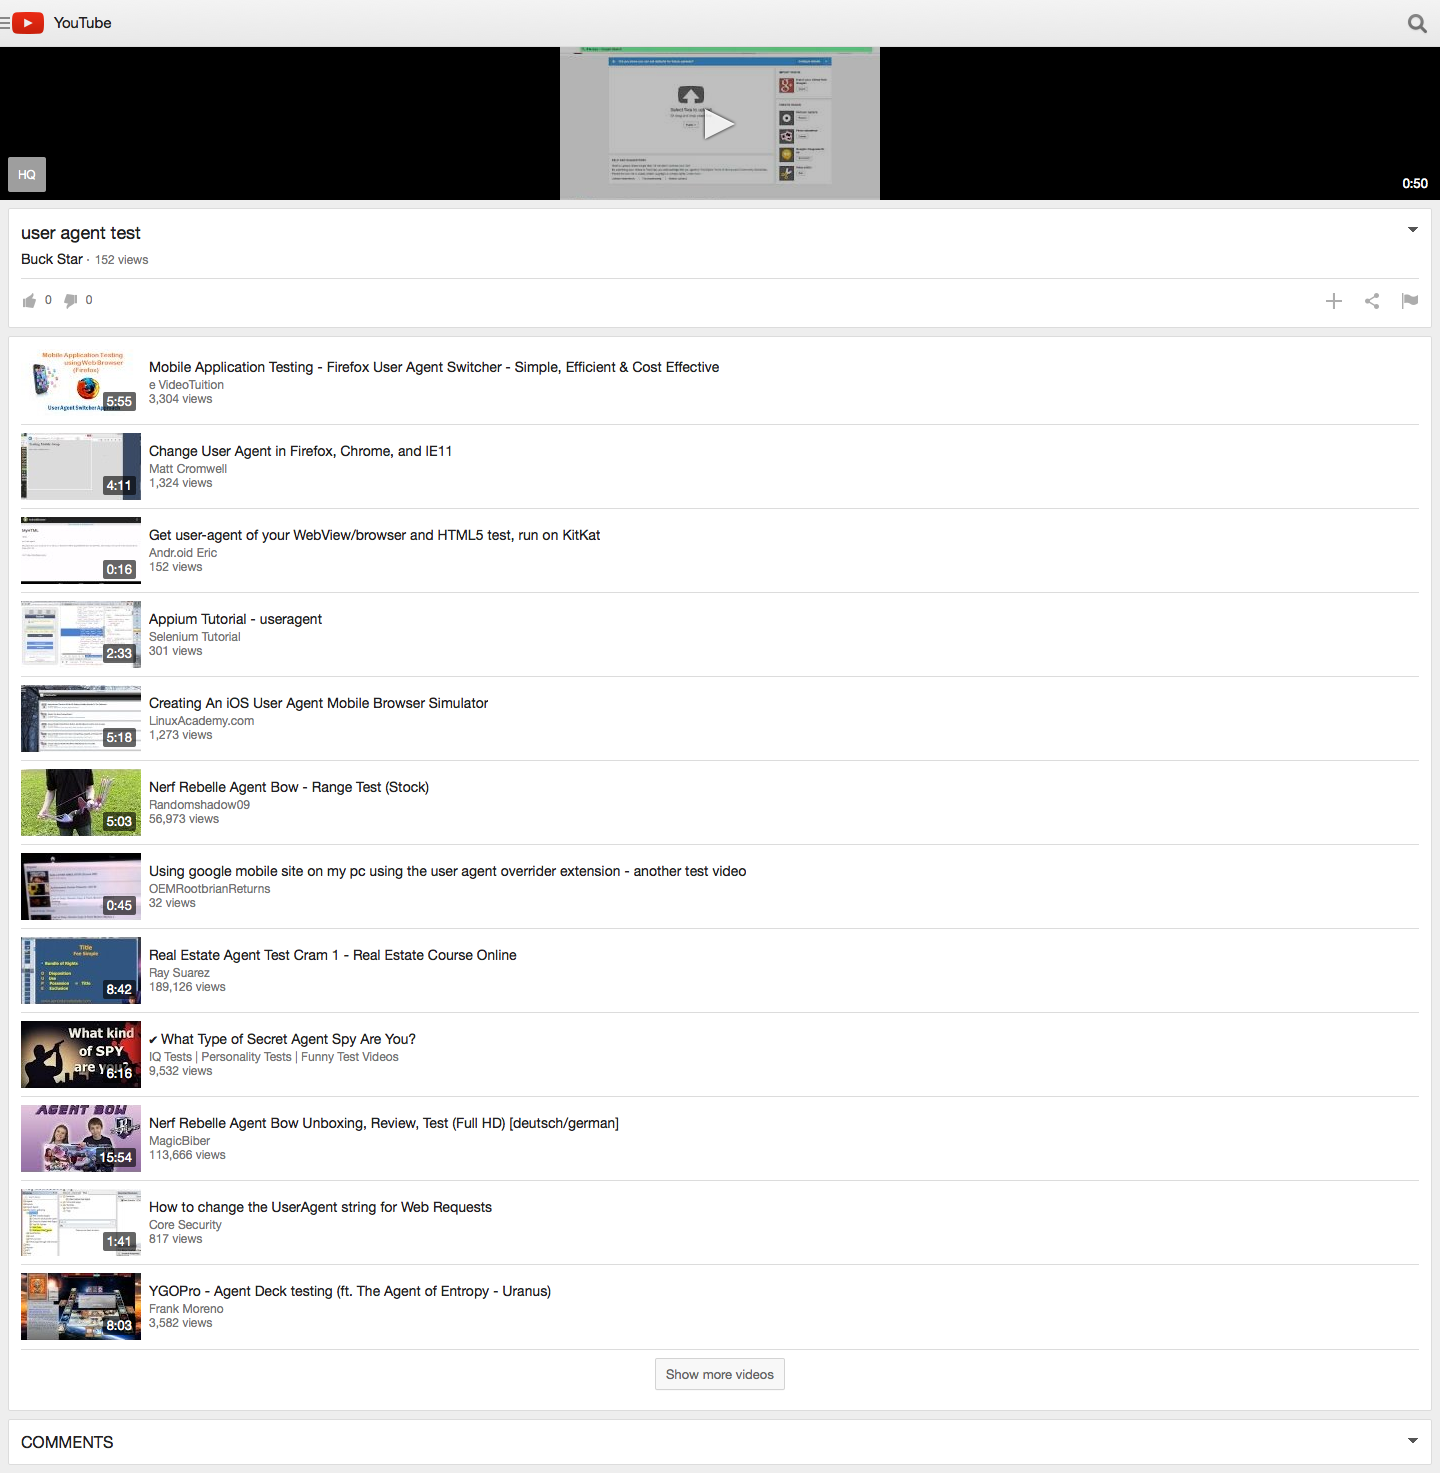 YouTube
HQ
0:50
user agent test
Buck Star · 152 views
0 0
Mobile Application Testing
using Web Browser
(Firefox)
5:55
Mobile Application Testing - Firefox User Agent Switcher - Simple, Efficient & Cost Effective
e VideoTuition
3,304 views
4:11
Change User Agent in Firefox, Chrome, and IE11
Matt Cromwell
1,324 views
0:16
Get user-agent of your WebView/browser and HTML5 test, run on KitKat
Andr.oid Eric
152 views
2:33
Appium Tutorial - useragent
Selenium Tutorial
301 views
5:18
Creating An iOS User Agent Mobile Browser Simulator
LinuxAcademy.com
1,273 views
5:03
Nerf Rebelle Agent Bow - Range Test (Stock)
Randomshadow09
56,973 views
0:45
Using google mobile site on my pc using the user agent overrider extension - another test video
OEMRootbrianReturns
32 views
Title
Fee Simple
8:42
Real Estate Agent Test Cram 1 - Real Estate Course Online
Ray Suarez
189,126 views
What kind
of SPY
are you?
6:16
✔ What Type of Secret Agent Spy Are You?
IQ Tests | Personality Tests | Funny Test Videos
9,532 views
AGENT BOW
15:54
Nerf Rebelle Agent Bow Unboxing, Review, Test (Full HD) [deutsch/german]
MagicBiber
113,666 views
1:41
How to change the UserAgent string for Web Requests
Core Security
817 views
8:03
YGOPro - Agent Deck testing (ft. The Agent of Entropy - Uranus)
Frank Moreno
3,582 views
Show more videos
COMMENTS